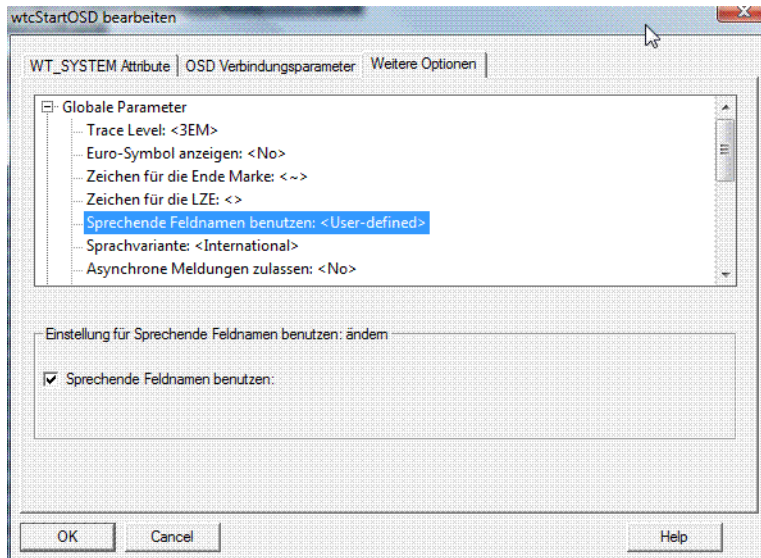 wtcStartOSD bearbeiten
WT_SYSTEM Attribute OSD Verbindungsparameter Weitere Optionen
Globale Parameter
Trace Level: <3EM>
Euro-Symbol anzeigen: <No>
Zeichen für die Ende Marke: <~>
Zeichen für die LZE: <>
Sprechende Feldnamen benutzen: <User-defined>
Sprachvariante: <International>
Asynchrone Meldungen zulassen: <No>
Einstellung für Sprechende Feldnamen benutzen: ändern
Sprechende Feldnamen benutzen:
OK Cancel Help